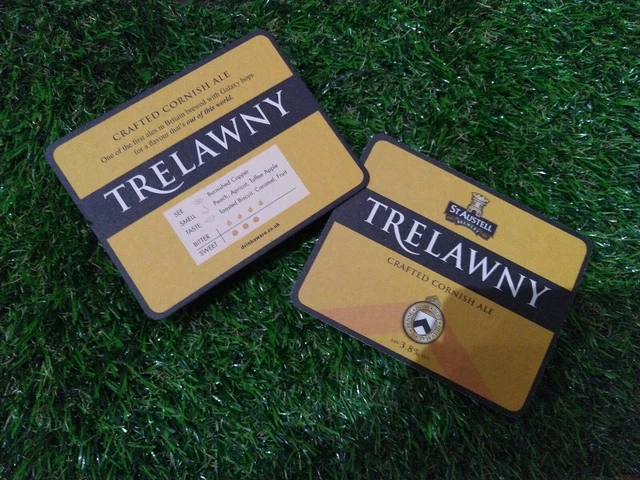 CRAFTED CORNISH ALE
One of the first ales in Britain brewed with Galaxy hops
for a flavour that's out of this world.
TRELAWNY
SEE Burnished Copper
SMELL Peach, Apricot, Toffee Apple
TASTE Toasted Biscuit, Caramel, Fruit
BITTER
SWEET
drinkaware.co.uk
ST AUSTELL
BREWERY
TRELAWNY
CRAFTED CORNISH ALE
ABV 3.8%